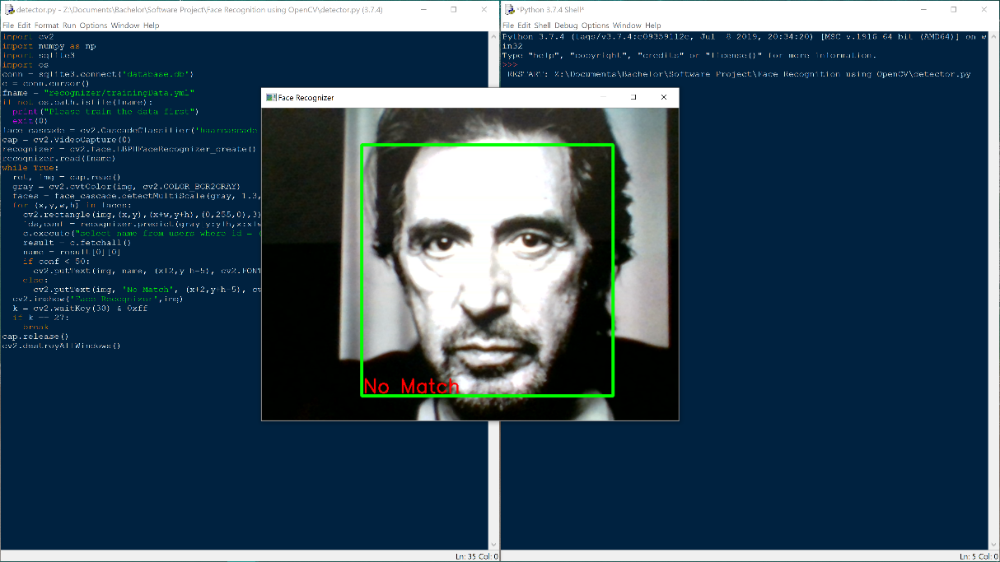 detector.py - Z:\Documents\Bachelor\Software Project\Face Recognition using OpenCV\detector.py (3.7.4)
File Edit Format Run Options Window Help
import cv2
import numpy as np
import sqlite3
import os
conn = sqlite3.connect('database.db')
c = conn.cursor()
fname = "recognizer/trainingData.yml"
if not os.path.isfile(fname):
  print("Please train the data first")
  exit(0)
face_cascade = cv2.CascadeClassifier('haarcascade
cap = cv2.VideoCapture(0)
recognizer = cv2.face.LBPHFaceRecognizer_create()
recognizer.read(fname)
while True:
  ret, img = cap.read()
  gray = cv2.cvtColor(img, cv2.COLOR_BGR2GRAY)
  faces = face_cascade.detectMultiScale(gray, 1.3,
  for (x,y,w,h) in faces:
    cv2.rectangle(img,(x,y),(x+w,y+h),(0,255,0),3)
    ids,conf = recognizer.predict(gray[y:y+h,x:x+w
    c.execute("select name from users where id = (
    result = c.fetchall()
    name = result[0][0]
    if conf < 50:
      cv2.putText(img, name, (x+2,y+h-5), cv2.FONT
    else:
      cv2.putText(img, 'No Match', (x+2,y+h-5), cv
  cv2.imshow('Face Recognizer',img)
  k = cv2.waitKey(30) & 0xff
  if k == 27:
    break
cap.release()
cv2.destroyAllWindows()
Ln: 35 Col: 0
Face Recognizer
No Match
*Python 3.7.4 Shell*
File Edit Shell Debug Options Window Help
Python 3.7.4 (tags/v3.7.4:e09359112e, Jul  8 2019, 20:34:20) [MSC v.1916 64 bit (AMD64)] on w
in32
Type "help", "copyright", "credits" or "license()" for more information.
>>>
 RESTART: Z:\Documents\Bachelor\Software Project\Face Recognition using OpenCV\detector.py
Ln: 5 Col: 0